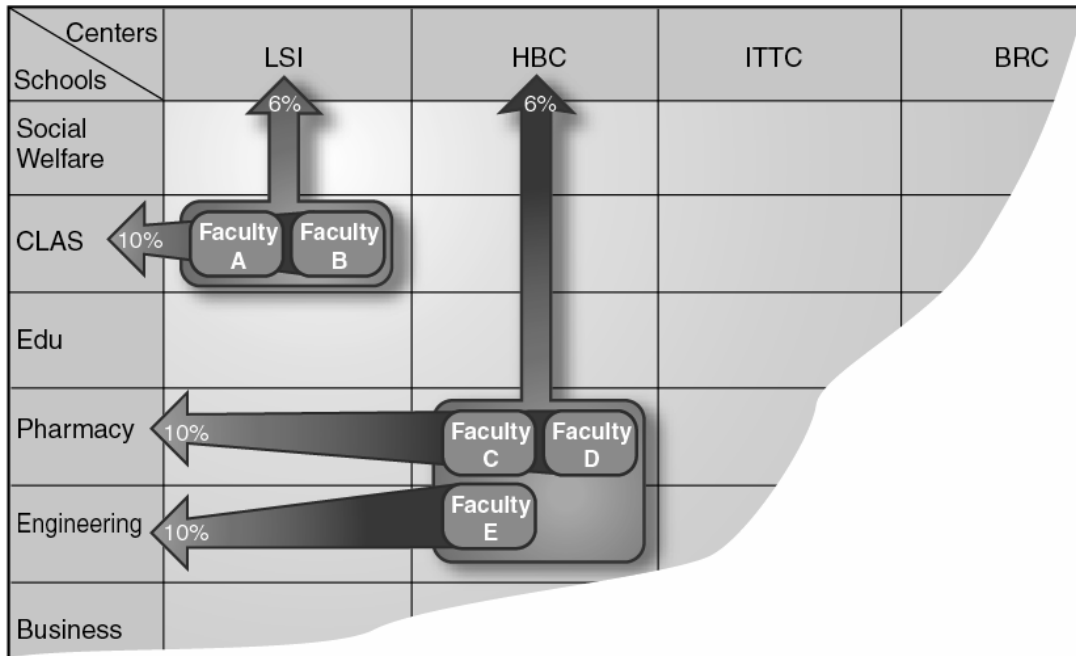 Centers
Schools
LSI
HBC
ITTC
BRC
6%
6%
Social
Welfare
CLAS
10%
Faculty
A
Faculty
B
Edu
Pharmacy
10%
Faculty
C
Faculty
D
Engineering
10%
Faculty
E
Business